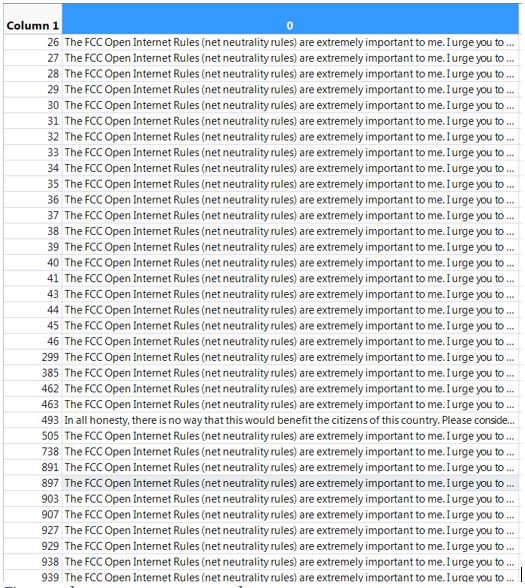 Column 1 0
26 The FCC Open Internet Rules (net neutrality rules) are extremely important to me. I urge you to ...
27 The FCC Open Internet Rules (net neutrality rules) are extremely important to me. I urge you to ...
28 The FCC Open Internet Rules (net neutrality rules) are extremely important to me. I urge you to ...
29 The FCC Open Internet Rules (net neutrality rules) are extremely important to me. I urge you to ...
30 The FCC Open Internet Rules (net neutrality rules) are extremely important to me. I urge you to ...
31 The FCC Open Internet Rules (net neutrality rules) are extremely important to me. I urge you to ...
32 The FCC Open Internet Rules (net neutrality rules) are extremely important to me. I urge you to ...
33 The FCC Open Internet Rules (net neutrality rules) are extremely important to me. I urge you to ...
34 The FCC Open Internet Rules (net neutrality rules) are extremely important to me. I urge you to ...
35 The FCC Open Internet Rules (net neutrality rules) are extremely important to me. I urge you to ...
36 The FCC Open Internet Rules (net neutrality rules) are extremely important to me. I urge you to ...
37 The FCC Open Internet Rules (net neutrality rules) are extremely important to me. I urge you to ...
38 The FCC Open Internet Rules (net neutrality rules) are extremely important to me. I urge you to ...
39 The FCC Open Internet Rules (net neutrality rules) are extremely important to me. I urge you to ...
40 The FCC Open Internet Rules (net neutrality rules) are extremely important to me. I urge you to ...
41 The FCC Open Internet Rules (net neutrality rules) are extremely important to me. I urge you to ...
43 The FCC Open Internet Rules (net neutrality rules) are extremely important to me. I urge you to ...
44 The FCC Open Internet Rules (net neutrality rules) are extremely important to me. I urge you to ...
45 The FCC Open Internet Rules (net neutrality rules) are extremely important to me. I urge you to ...
46 The FCC Open Internet Rules (net neutrality rules) are extremely important to me. I urge you to ...
299 The FCC Open Internet Rules (net neutrality rules) are extremely important to me. I urge you to ...
385 The FCC Open Internet Rules (net neutrality rules) are extremely important to me. I urge you to ...
462 The FCC Open Internet Rules (net neutrality rules) are extremely important to me. I urge you to ...
463 The FCC Open Internet Rules (net neutrality rules) are extremely important to me. I urge you to ...
493 In all honesty, there is no way that this would benefit the citizens of this country. Please conside...
505 The FCC Open Internet Rules (net neutrality rules) are extremely important to me. I urge you to ...
738 The FCC Open Internet Rules (net neutrality rules) are extremely important to me. I urge you to ...
891 The FCC Open Internet Rules (net neutrality rules) are extremely important to me. I urge you to ...
897 The FCC Open Internet Rules (net neutrality rules) are extremely important to me. I urge you to ...
903 The FCC Open Internet Rules (net neutrality rules) are extremely important to me. I urge you to ...
907 The FCC Open Internet Rules (net neutrality rules) are extremely important to me. I urge you to ...
927 The FCC Open Internet Rules (net neutrality rules) are extremely important to me. I urge you to ...
929 The FCC Open Internet Rules (net neutrality rules) are extremely important to me. I urge you to ...
938 The FCC Open Internet Rules (net neutrality rules) are extremely important to me. I urge you to ...
939 The FCC Open Internet Rules (net neutrality rules) are extremely important to me. I urge you to ...